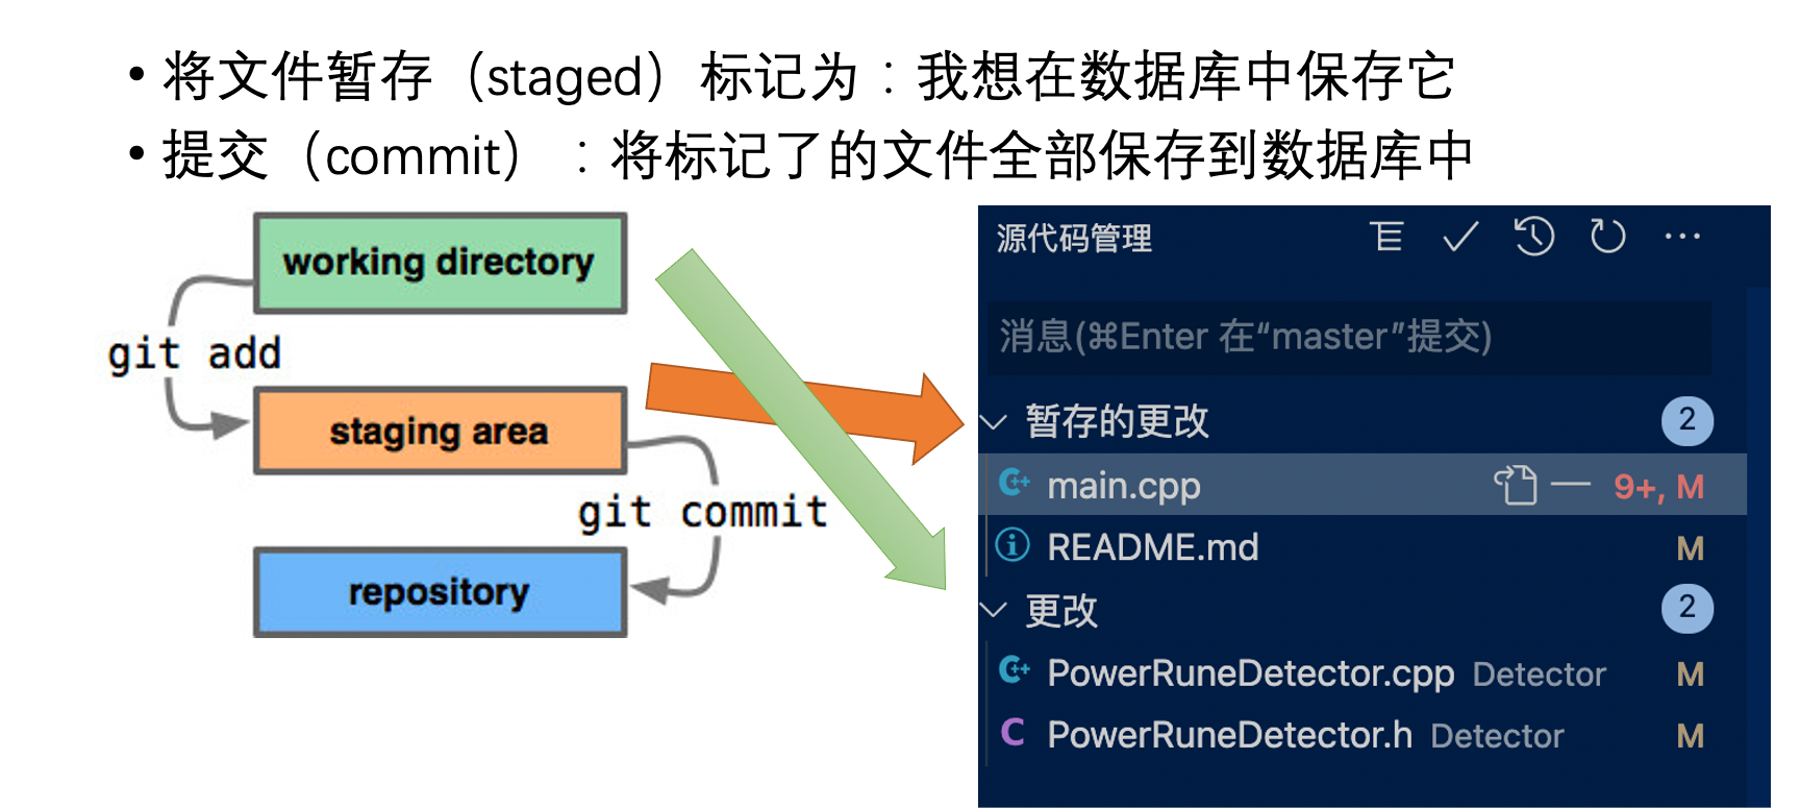 • 将文件暂存（staged）标记为：我想在数据库中保存它
• 提交（commit）：将标记了的文件全部保存到数据库中
working directory
git add
staging area
git commit
repository
源代码管理
消息(⌘Enter 在“master”提交)
暂存的更改 2
main.cpp 9+, M
README.md M
更改 2
PowerRuneDetector.cpp Detector M
PowerRuneDetector.h Detector M